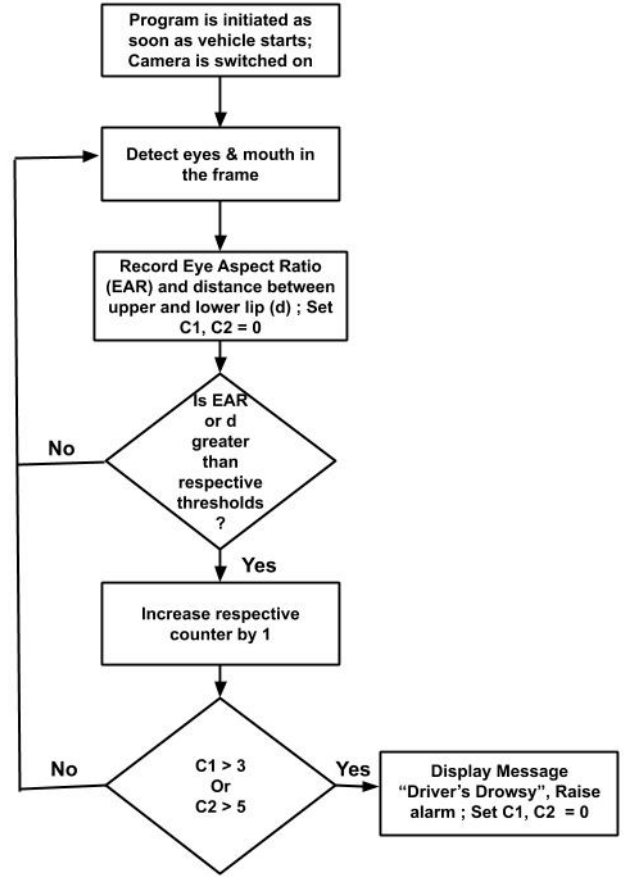 Program is initiated as
soon as vehicle starts;
Camera is switched on
Detect eyes & mouth in
the frame
Record Eye Aspect Ratio
(EAR) and distance between
upper and lower lip (d) ; Set
C1, C2 = 0
Is EAR
or d
greater
than
respective
thresholds
?
No
Yes
Increase respective
counter by 1
C1 > 3
Or
C2 > 5
No
Yes
Display Message
“Driver’s Drowsy”, Raise
alarm ; Set C1, C2 = 0